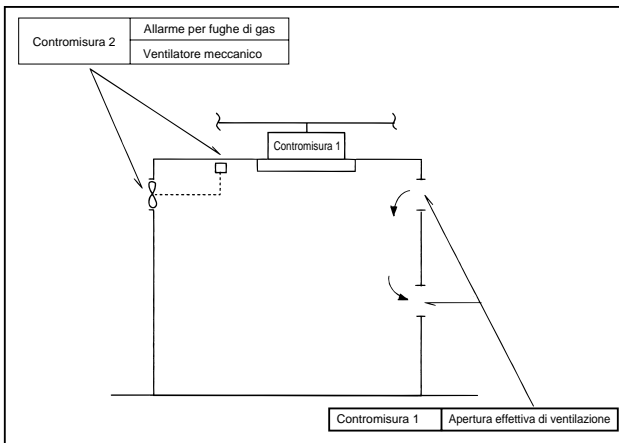 Contromisura 2
Allarme per fughe di gas
Ventilatore meccanico
Contromisura 1
Contromisura 1
Apertura effettiva di ventilazione